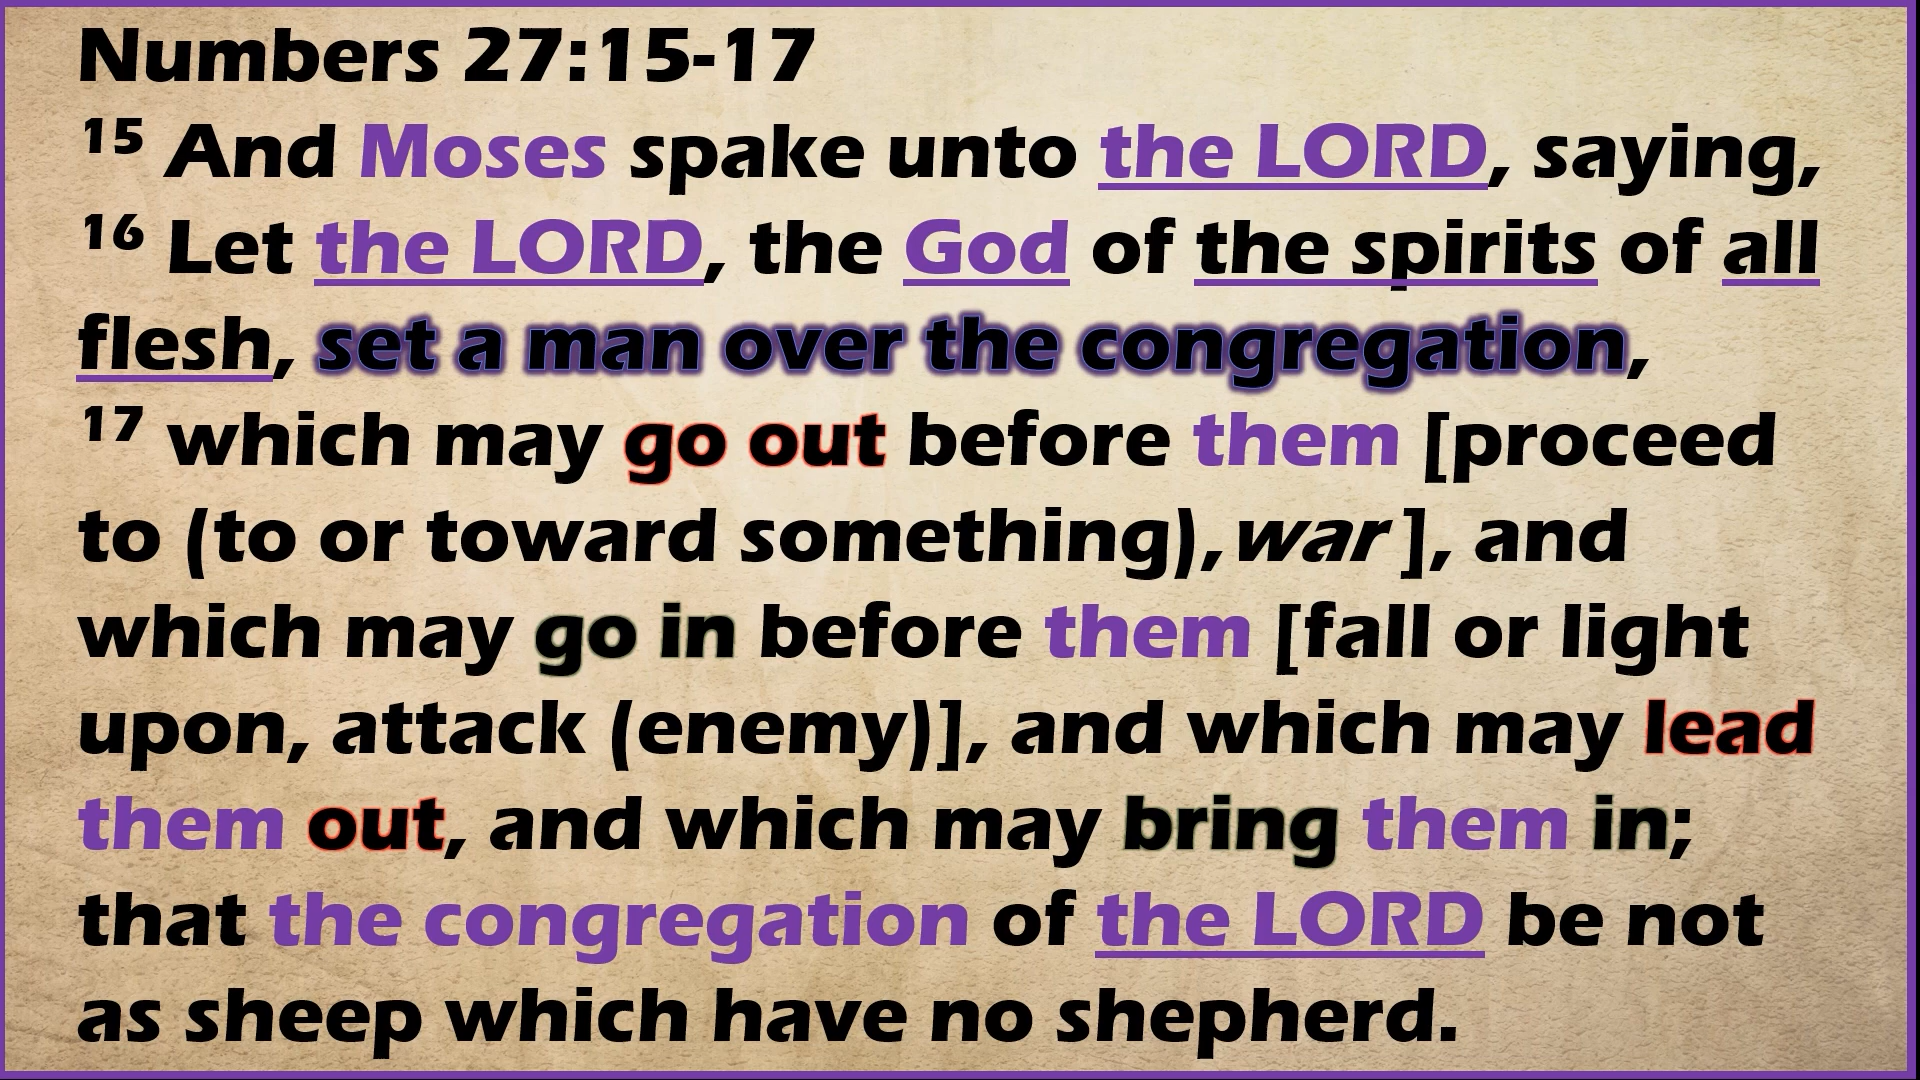 Numbers 27:15-17
15 And Moses spake unto the LORD, saying,
16 Let the LORD, the God of the spirits of all
flesh, set a man over the congregation,
17 which may go out before them [proceed
to (to or toward something), war], and
which may go in before them [fall or light
upon, attack (enemy)], and which may lead
them out, and which may bring them in;
that the congregation of the LORD be not
as sheep which have no shepherd.